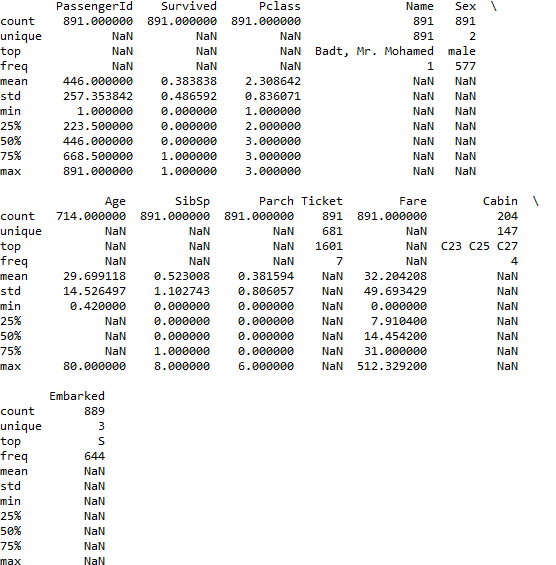 PassengerId    Survived      Pclass                 Name   Sex  \
count   891.000000  891.000000  891.000000                  891   891
unique         NaN         NaN         NaN                  891     2
top            NaN         NaN         NaN  Badt, Mr. Mohamed  male
freq           NaN         NaN         NaN                    1   577
mean    446.000000    0.383838    2.308642                  NaN   NaN
std     257.353842    0.486592    0.836071                  NaN   NaN
min       1.000000    0.000000    1.000000                  NaN   NaN
25%     223.500000    0.000000    2.000000                  NaN   NaN
50%     446.000000    0.000000    3.000000                  NaN   NaN
75%     668.500000    1.000000    3.000000                  NaN   NaN
max     891.000000    1.000000    3.000000                  NaN   NaN

               Age       SibSp       Parch Ticket        Fare        Cabin  \
count   714.000000  891.000000  891.000000    891  891.000000          204
unique         NaN         NaN         NaN    681         NaN          147
top            NaN         NaN         NaN   1601         NaN  C23 C25 C27
freq           NaN         NaN         NaN      7         NaN            4
mean     29.699118    0.523008    0.381594    NaN   32.204208          NaN
std      14.526497    1.102743    0.806057    NaN   49.693429          NaN
min       0.420000    0.000000    0.000000    NaN    0.000000          NaN
25%            NaN    0.000000    0.000000    NaN    7.910400          NaN
50%            NaN    0.000000    0.000000    NaN   14.454200          NaN
75%            NaN    1.000000    0.000000    NaN   31.000000          NaN
max      80.000000    8.000000    6.000000    NaN  512.329200          NaN

       Embarked
count       889
unique        3
top           S
freq        644
mean        NaN
std         NaN
min         NaN
25%         NaN
50%         NaN
75%         NaN
max         NaN